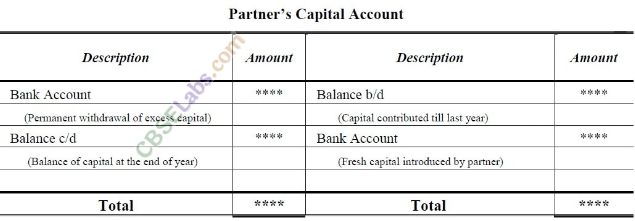 Partner's Capital Account
Description Amount Description Amount
Bank Account **** Balance b/d ****
(Permanent withdrawal of excess capital) (Capital contributed till last year)
Balance c/d **** Bank Account ****
(Balance of capital at the end of year) (Fresh capital introduced by partner)
Total **** Total ****
CBSELabs.com